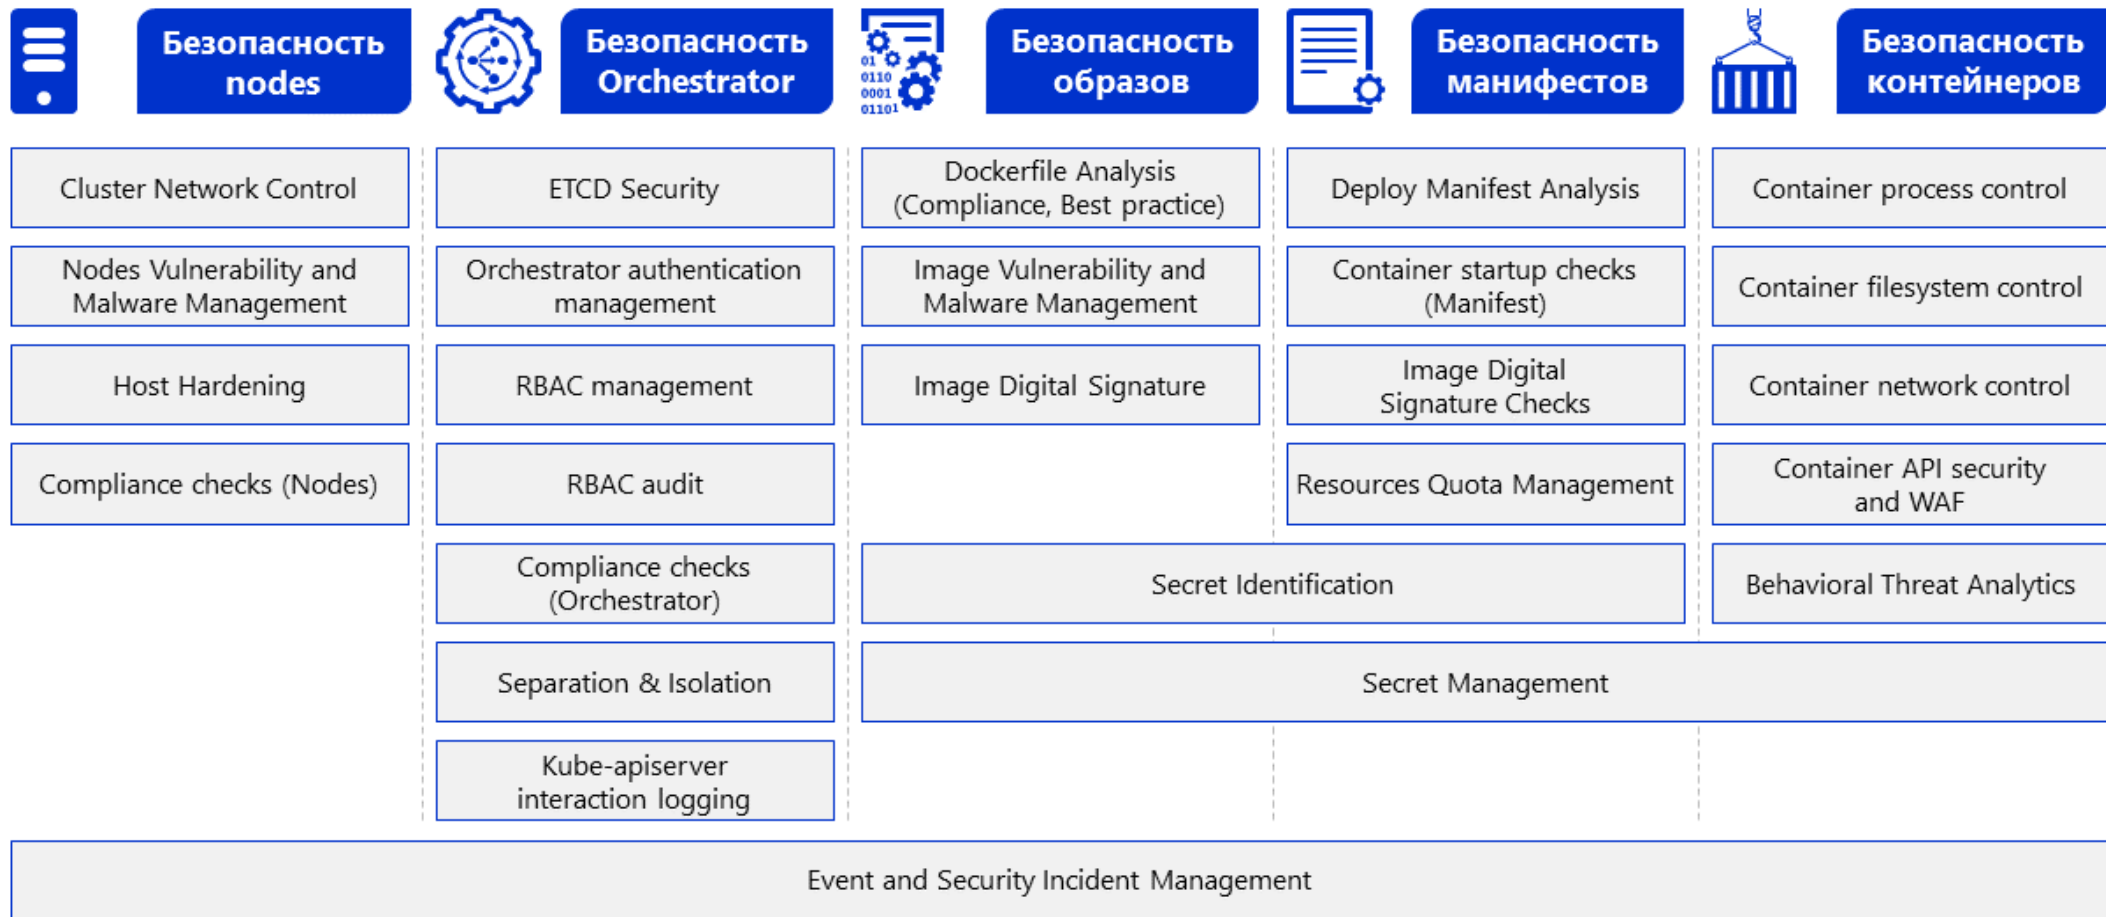 Безопасность
nodes
Безопасность
Orchestrator
01
0110
0001
01101
Безопасность
образов
Безопасность
манифестов
Безопасность
контейнеров
Cluster Network Control
Nodes Vulnerability and
Malware Management
Host Hardening
Compliance checks (Nodes)
ETCD Security
Orchestrator authentication
management
RBAC management
RBAC audit
Compliance checks
(Orchestrator)
Separation & Isolation
Kube-apiserver
interaction logging
Dockerfile Analysis
(Compliance, Best practice)
Image Vulnerability and
Malware Management
Image Digital Signature
Deploy Manifest Analysis
Container startup checks
(Manifest)
Image Digital
Signature Checks
Resources Quota Management
Container process control
Container filesystem control
Container network control
Container API security
and WAF
Behavioral Threat Analytics
Secret Identification
Secret Management
Event and Security Incident Management